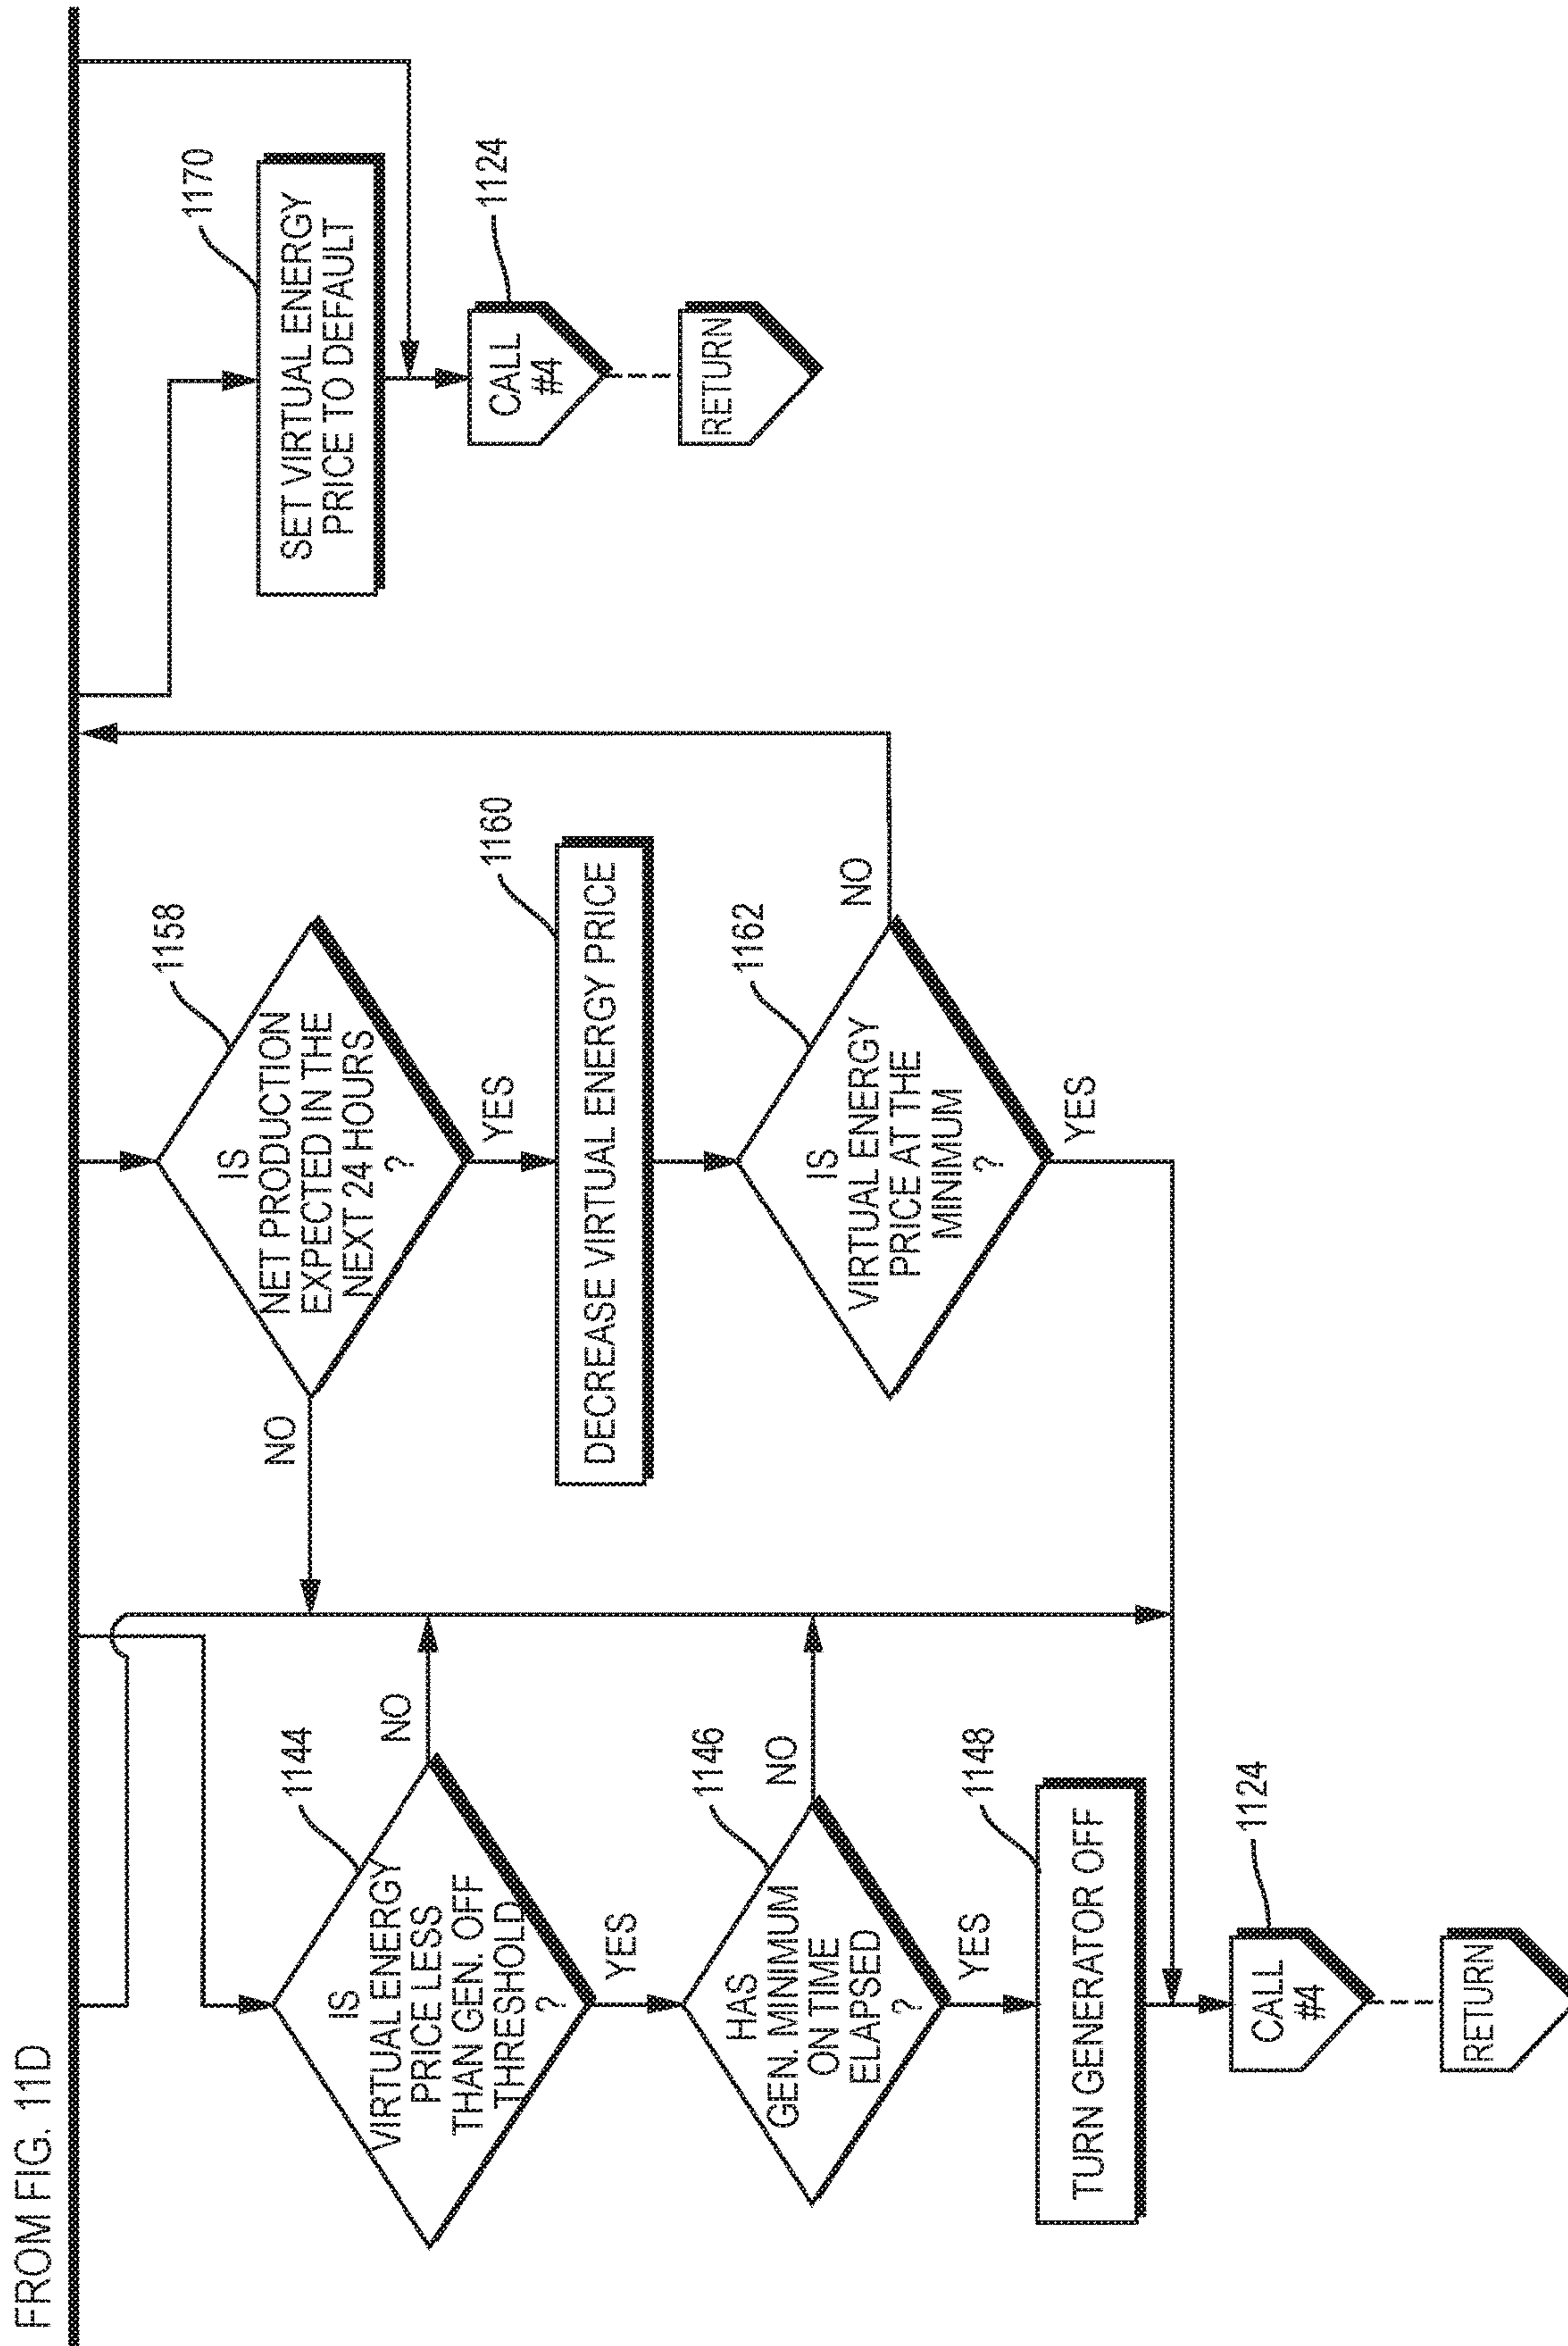 FROM FIG. 11D
1144
IS
VIRTUAL ENERGY
PRICE LESS
THAN GEN. OFF
THRESHOLD
?
NO
YES
1146
HAS
GEN. MINIMUM
ON TIME
ELAPSED
?
NO
YES
1148
TURN GENERATOR OFF
1124
CALL
#4
RETURN
1158
IS
NET PRODUCTION
EXPECTED IN THE
NEXT 24 HOURS
?
NO
YES
1160
DECREASE VIRTUAL ENERGY PRICE
1162
IS
VIRTUAL ENERGY
PRICE AT THE
MINIMUM
?
NO
YES
1170
SET VIRTUAL ENERGY
PRICE TO DEFAULT
1124
CALL
#4
RETURN